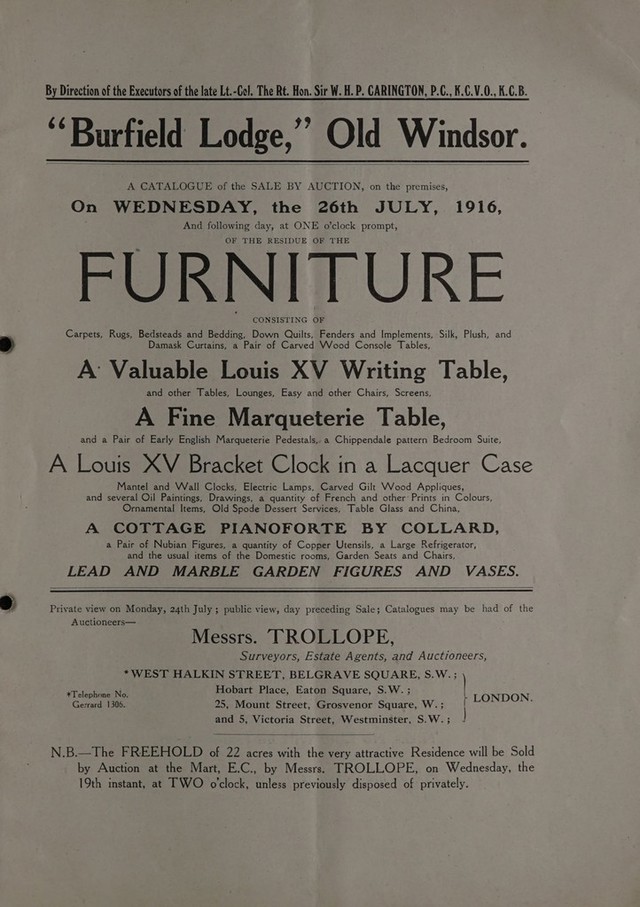 By Direction of the Executors of the late Lt.-Col. The Rt. Hon. Sir W. H. P. CARINGTON, P.C., K.C.V.O., K.C.B.
“Burfield Lodge,” Old Windsor.
A CATALOGUE of the SALE BY AUCTION, on the premises,
On WEDNESDAY, the 26th JULY, 1916,
And following day, at ONE o'clock prompt,
OF THE RESIDUE OF THE
FURNITURE
CONSISTING OF
Carpets, Rugs, Bedsteads and Bedding, Down Quilts, Fenders and Implements, Silk, Plush, and
Damask Curtains, a Pair of Carved Wood Console Tables,
A Valuable Louis XV Writing Table,
and other Tables, Lounges, Easy and other Chairs, Screens,
A Fine Marqueterie Table,
and a Pair of Early English Marqueterie Pedestals, a Chippendale pattern Bedroom Suite,
A Louis XV Bracket Clock in a Lacquer Case
Mantel and Wall Clocks, Electric Lamps, Carved Gilt Wood Appliques,
and several Oil Paintings, Drawings, a quantity of French and other Prints in Colours,
Ornamental Items, Old Spode Dessert Services, Table Glass and China,
A COTTAGE PIANOFORTE BY COLLARD,
a Pair of Nubian Figures, a quantity of Copper Utensils, a Large Refrigerator,
and the usual items of the Domestic rooms, Garden Seats and Chairs,
LEAD AND MARBLE GARDEN FIGURES AND VASES.
Private view on Monday, 24th July; public view, day preceding Sale; Catalogues may be had of the
Auctioneers—
Messrs. TROLLOPE,
Surveyors, Estate Agents, and Auctioneers,
*WEST HALKIN STREET, BELGRAVE SQUARE, S.W.;
Hobart Place, Eaton Square, S.W.;
25, Mount Street, Grosvenor Square, W.;
and 5, Victoria Street, Westminster, S.W.;
LONDON.
*Telephone No.
Gerrard 1306.
N.B.—The FREEHOLD of 22 acres with the very attractive Residence will be Sold
by Auction at the Mart, E.C., by Messrs. TROLLOPE, on Wednesday, the
19th instant, at TWO o'clock, unless previously disposed of privately.